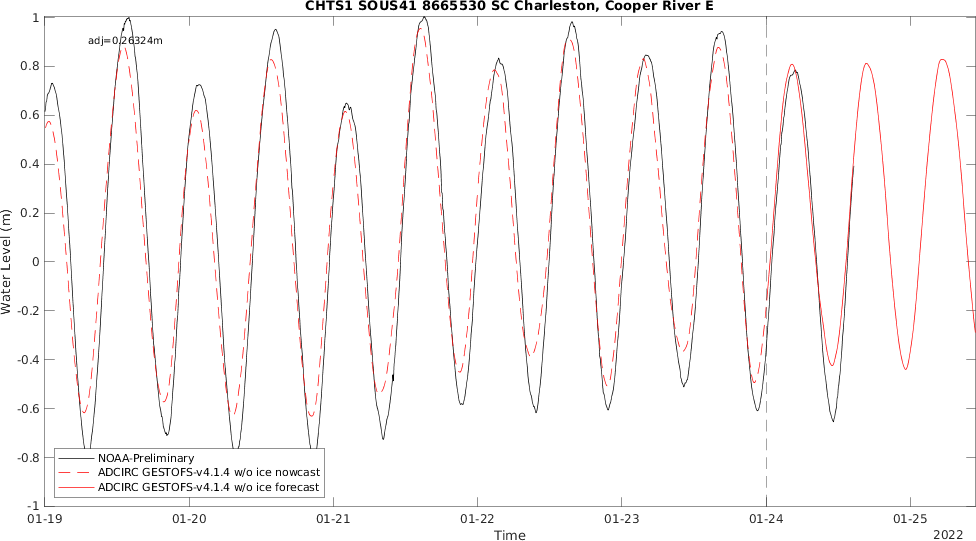 CHTS1 SOUS41 8665530 SC Charleston, Cooper River E
adj=0.26324m
1
0.8
0.6
0.4
0.2
0
-0.2
-0.4
-0.6
-0.8
-1
Water Level (m)
NOAA-Preliminary
ADCIRC GESTOFS-v4.1.4 w/o ice nowcast
ADCIRC GESTOFS-v4.1.4 w/o ice forecast
01-19 01-20 01-21 01-22 01-23 01-24 01-25
Time
2022